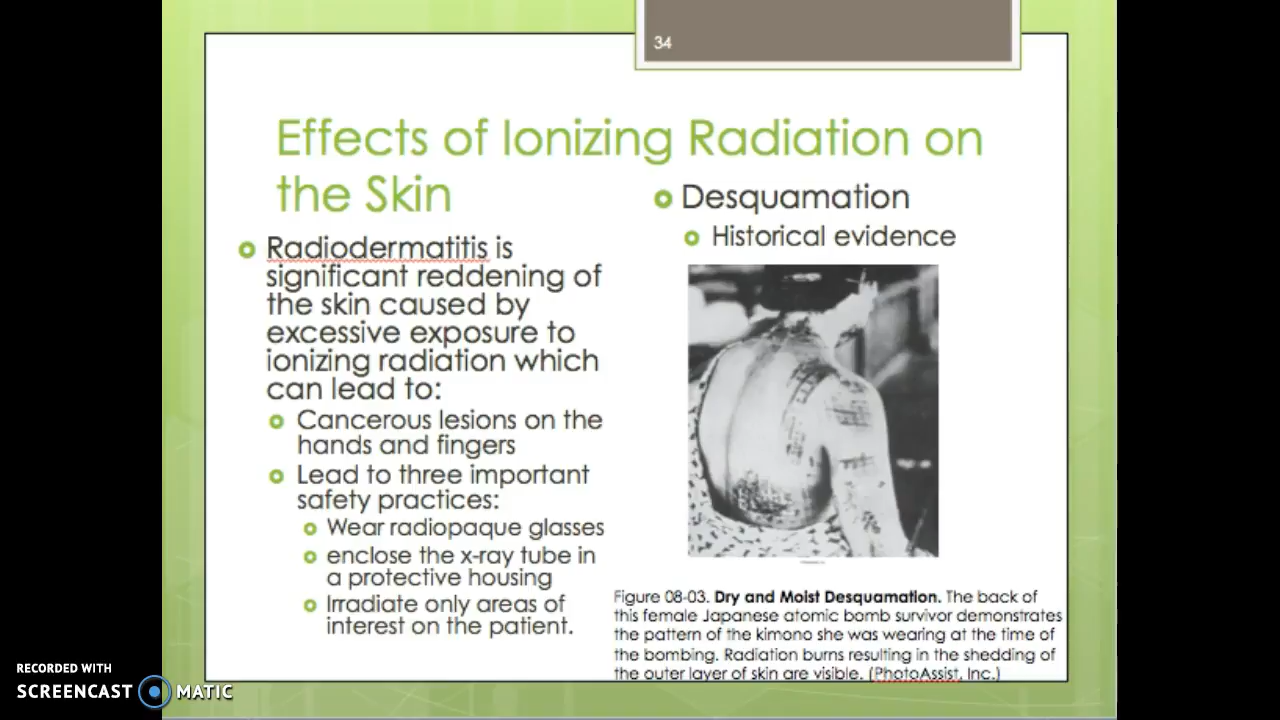 34
Effects of Ionizing Radiation on
the Skin
Radiodermatitis is
significant reddening of
the skin caused by
excessive exposure to
ionizing radiation which
can lead to:
Cancerous lesions on the
hands and fingers
Lead to three important
safety practices:
Wear radiopaque glasses
enclose the x-ray tube in
a protective housing
Irradiate only areas of
interest on the patient.
Desquamation
Historical evidence
Figure 08-03. Dry and Moist Desquamation. The back of
this female Japanese atomic bomb survivor demonstrates
the pattern of the kimono she was wearing at the time of
the bombing. Radiation burns resulting in the shedding of
the outer layer of skin are visible. (PhotoAssist, Inc.)
RECORDED WITH
SCREENCAST MATIC